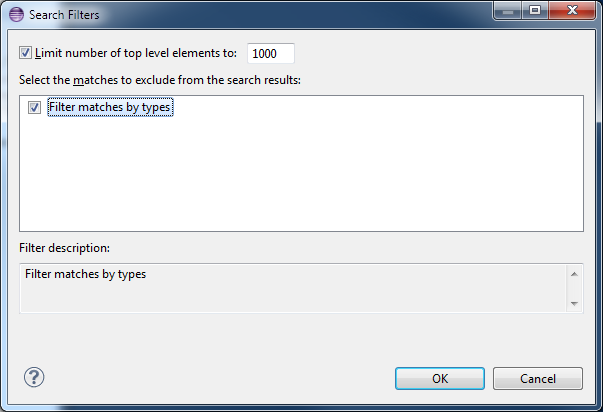 Search Filters
Limit number of top level elements to: 1000
Select the matches to exclude from the search results:
Filter matches by types
Filter description:
Filter matches by types
?
OK Cancel